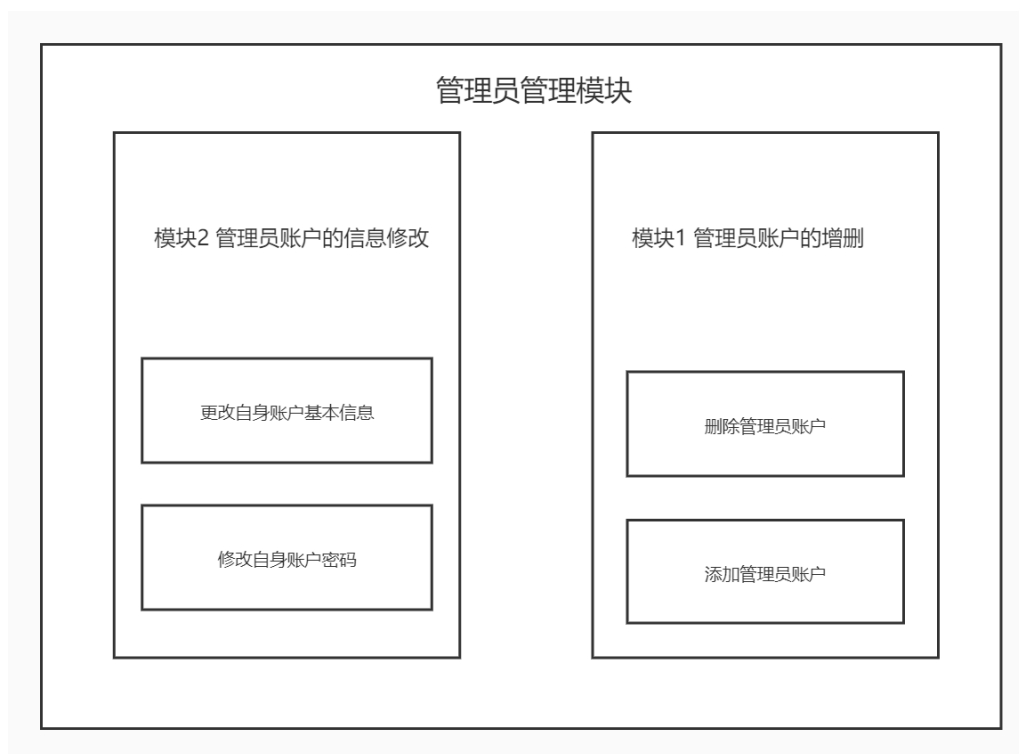 管理员管理模块
模块2 管理员账户的信息修改
更改自身账户基本信息
修改自身账户密码
模块1 管理员账户的增删
删除管理员账户
添加管理员账户